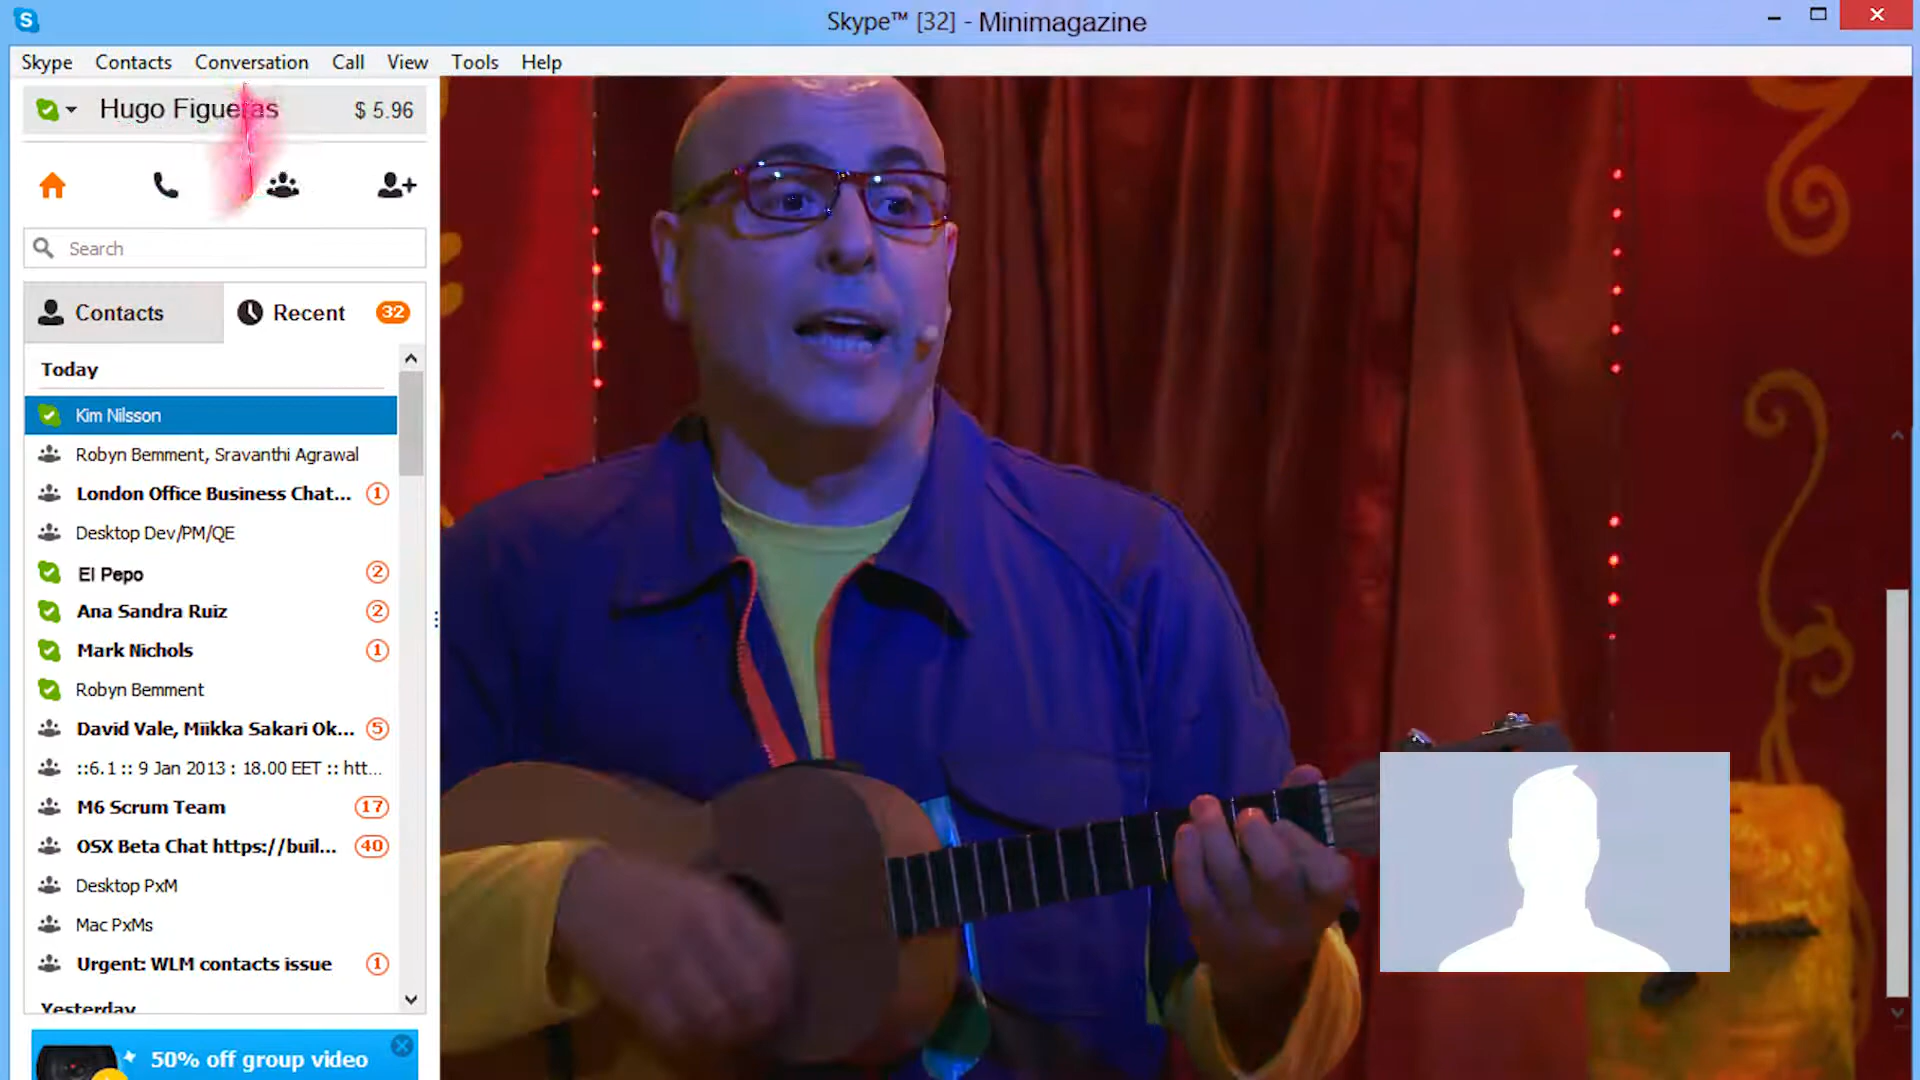 S
Skype™ [32] - Minimagazine
Skype Contacts Conversation Call View Tools Help
Hugo Figueras $ 5.96
Search
Contacts Recent 32
Today
Kim Nilsson
Robyn Bemment, Sravanthi Agrawal
London Office Business Chat... 1
Desktop Dev/PM/QE
El Pepo 2
Ana Sandra Ruiz 2
Mark Nichols 1
Robyn Bemment
David Vale, Miikka Sakari Ok... 5
::6.1 :: 9 Jan 2013 : 18.00 EET :: htt...
M6 Scrum Team 17
OSX Beta Chat https://buil... 40
Desktop PxM
Mac PxMs
Urgent: WLM contacts issue 1
Yesterday
50% off group video